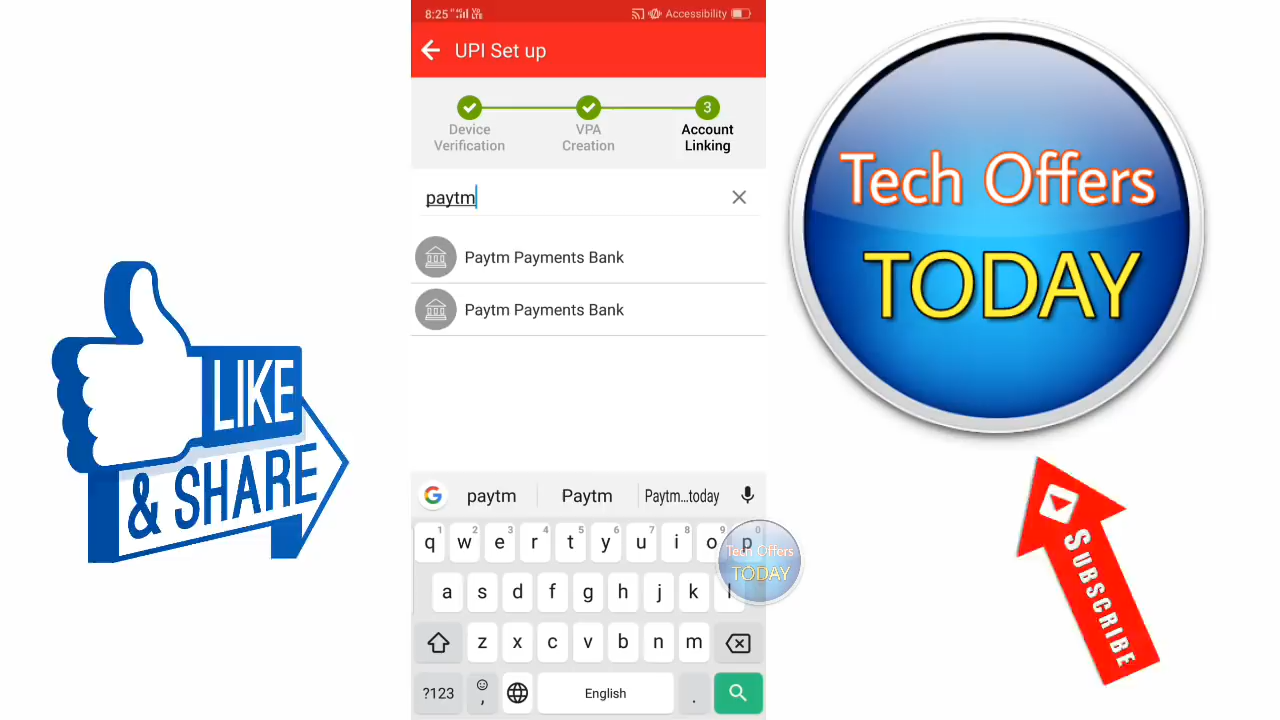 8:25
Accessibility
UPI Set up
3
Device
Verification
VPA
Creation
Account
Linking
paytm
Paytm Payments Bank
Paytm Payments Bank
G
paytm
Paytm
Paytm...today
1 2 3 4 5 6 7 8 9 0
q w e r t y u i o p
a s d f g h j k l
z x c v b n m
?123
,
English
.
Tech Offers
TODAY
LIKE
& SHARE
Tech Offers
TODAY
SUBSCRIBE